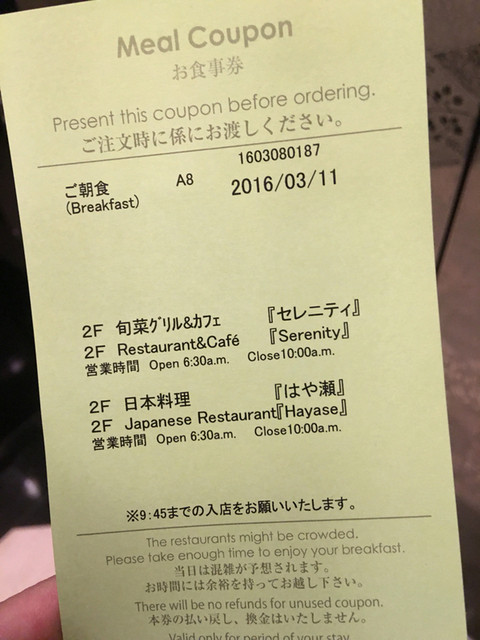 Meal Coupon
お食事券
Present this coupon before ordering.
ご注文時に係にお渡しください。
1603080187
ご朝食 A8 2016/03/11
(Breakfast)
2F 旬菜グリル&カフェ 『セレニティ』
2F Restaurant&Café 『Serenity』
営業時間 Open 6:30a.m. Close10:00a.m.
2F 日本料理 『はや瀬』
2F Japanese Restaurant『Hayase』
営業時間 Open 6:30a.m. Close10:00a.m.
※9:45までの入店をお願いいたします。
The restaurants might be crowded.
Please take enough time to enjoy your breakfast.
当日は混雑が予想されます。
お時間には余裕を持ってお越し下さい。
There will be no refunds for unused coupon.
本券の払い戻し、換金はいたしません。
Valid only for period of your stay